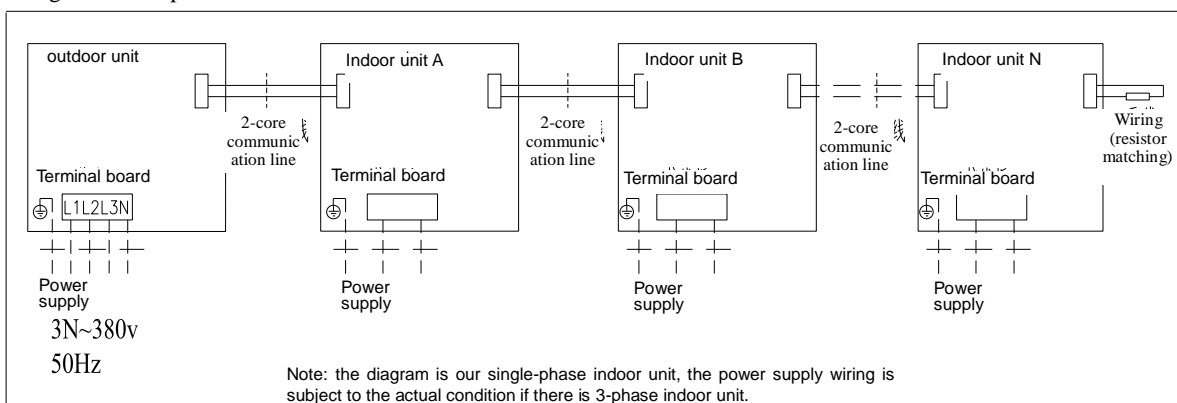 outdoor unit
Indoor unit A
Indoor unit B
Indoor unit N
2-core
communic
ation line
线
2-core
communic
ation line
线
2-core
communic
ation line
线
Wiring
(resistor
matching)
Terminal board
Terminal board
Terminal board
Terminal board
L1L2L3N
Power
supply
Power
supply
Power
supply
Power
supply
3N~380v
50Hz
Note: the diagram is our single-phase indoor unit, the power supply wiring is
subject to the actual condition if there is 3-phase indoor unit.